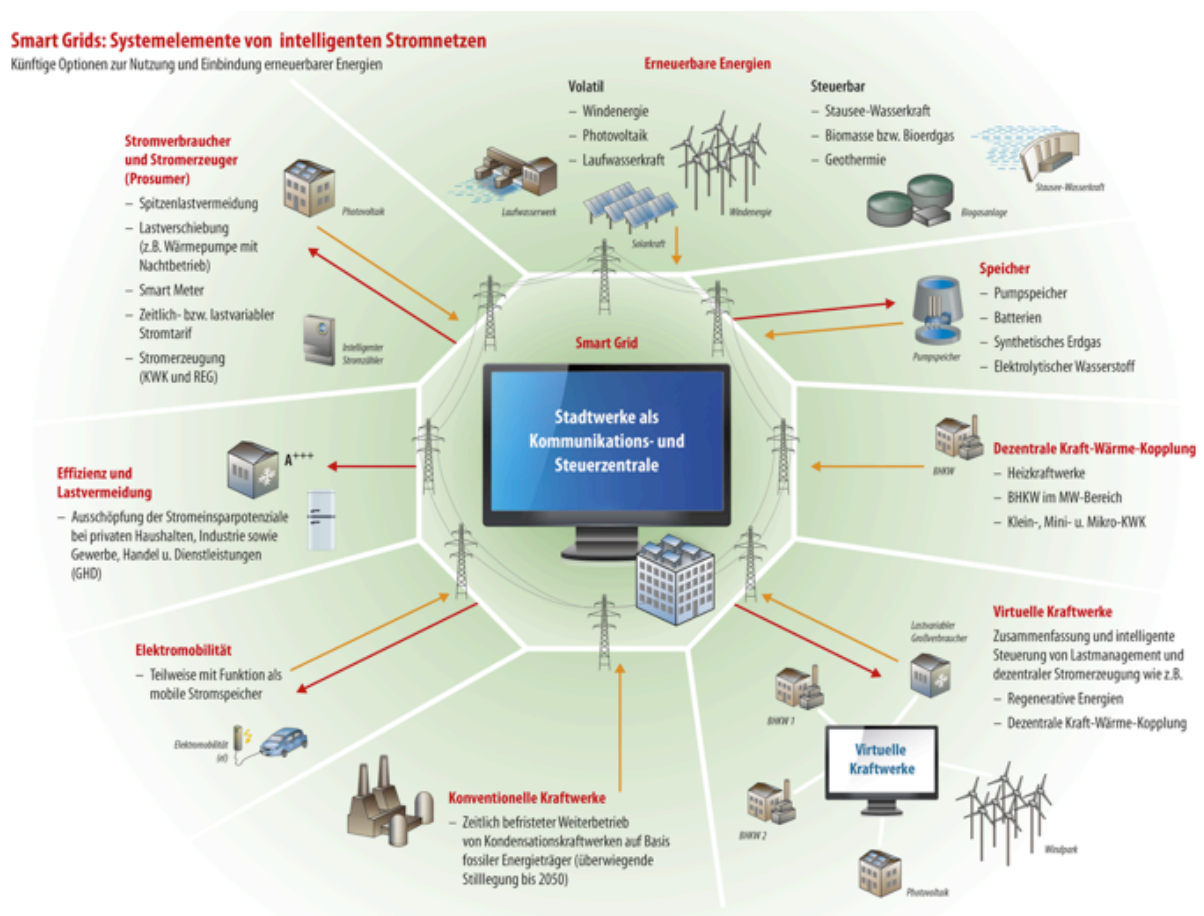 Smart Grids: Systemelemente von intelligenten Stromnetzen
Künftige Optionen zur Nutzung und Einbindung erneuerbarer Energien
Erneuerbare Energien
Volatil
– Windenergie
– Photovoltaik
– Laufwasserkraft
Steuerbar
– Stausee-Wasserkraft
– Biomasse bzw. Bioerdgas
– Geothermie
Laufwasserwerk
Solarkraft
Windenergie
Biogasanlage
Stausee-Wasserkraft
Stromverbraucher
und Stromerzeuger
(Prosumer)
– Spitzenlastvermeidung
– Lastverschiebung
(z.B. Wärmepumpe mit
Nachtbetrieb)
– Smart Meter
– Zeitlich- bzw. lastvariabler
Stromtarif
– Stromerzeugung
(KWK und REG)
Photovoltaik
Intelligenter
Stromzähler
Speicher
– Pumpspeicher
– Batterien
– Synthetisches Erdgas
– Elektrolytischer Wasserstoff
Pumpspeicher
Smart Grid
Stadtwerke als
Kommunikations- und
Steuerzentrale
Effizienz und
Lastvermeidung
– Ausschöpfung der Stromeinsparpotenziale
bei privaten Haushalten, Industrie sowie
Gewerbe, Handel u. Dienstleistungen
(GHD)
A+++
BHKW
Dezentrale Kraft-Wärme-Kopplung
– Heizkraftwerke
– BHKW im MW-Bereich
– Klein-, Mini- u. Mikro-KWK
Elektromobilität
– Teilweise mit Funktion als
mobile Stromspeicher
Elektromobilität
(el)
Konventionelle Kraftwerke
– Zeitlich befristeter Weiterbetrieb
von Kondensationskraftwerken auf Basis
fossiler Energieträger (überwiegende
Stilllegung bis 2050)
Virtuelle Kraftwerke
Zusammenfassung und intelligente
Steuerung von Lastmanagement und
dezentraler Stromerzeugung wie z.B.
– Regenerative Energien
– Dezentrale Kraft-Wärme-Kopplung
Lastvariabler
Großverbraucher
BHKW 1
Virtuelle
Kraftwerke
BHKW 2
Windpark
Photovoltaik